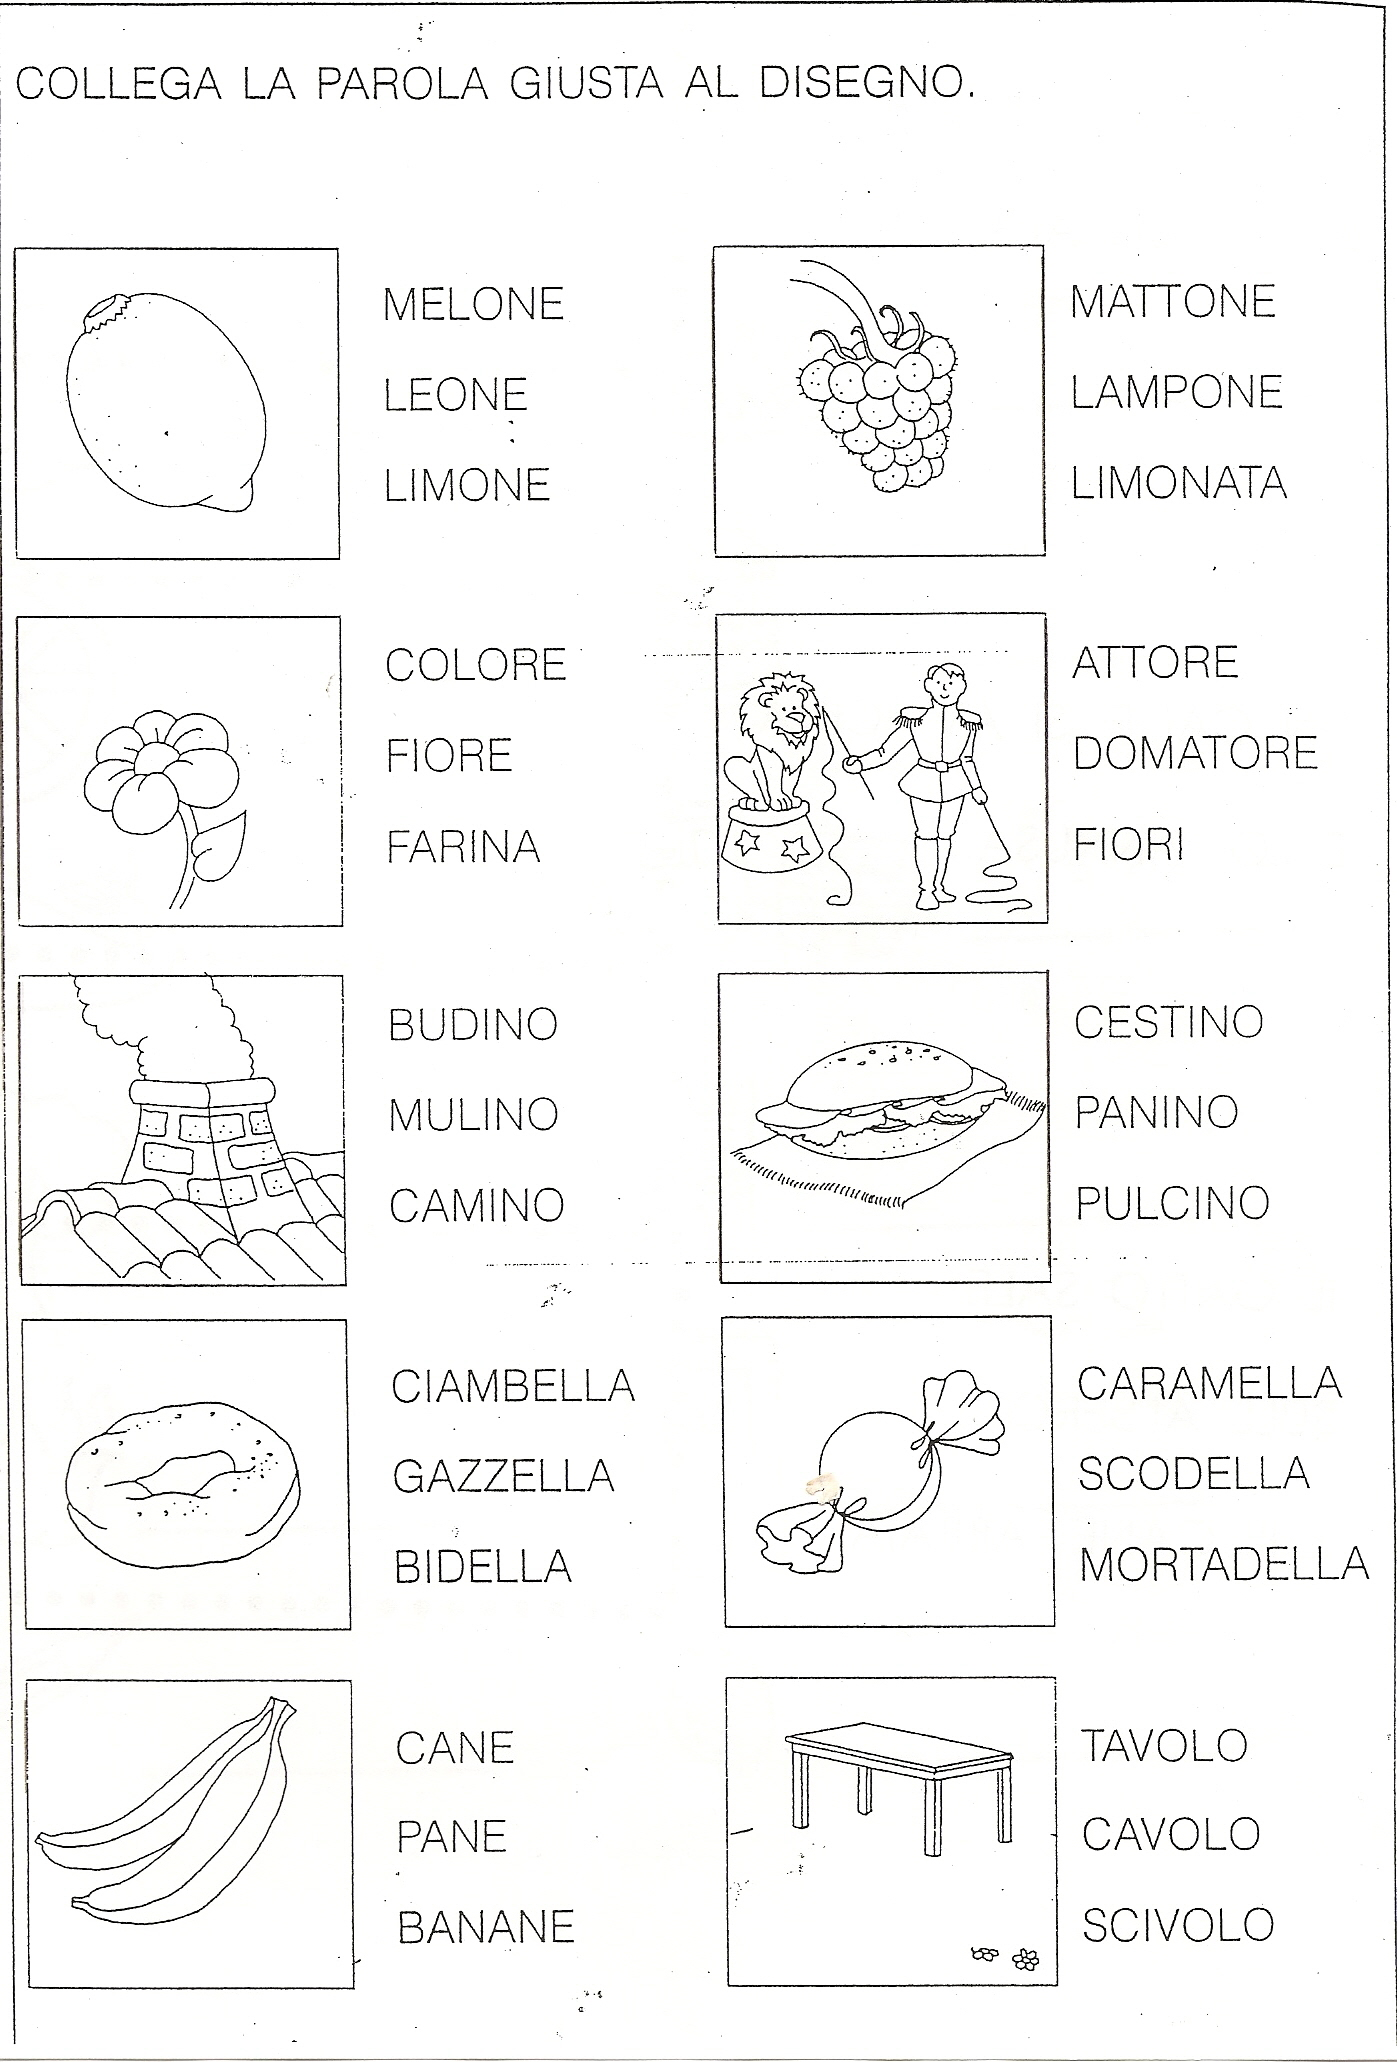 COLLEGA LA PAROLA GIUSTA AL DISEGNO.
MELONE
LEONE
LIMONE
MATTONE
LAMPONE
LIMONATA
COLORE
FIORE
FARINA
ATTORE
DOMATORE
FIORI
BUDINO
MULINO
CAMINO
CESTINO
PANINO
PULCINO
CIAMBELLA
GAZZELLA
BIDELLA
CARAMELLA
SCODELLA
MORTADELLA
CANE
PANE
BANANE
TAVOLO
CAVOLO
SCIVOLO